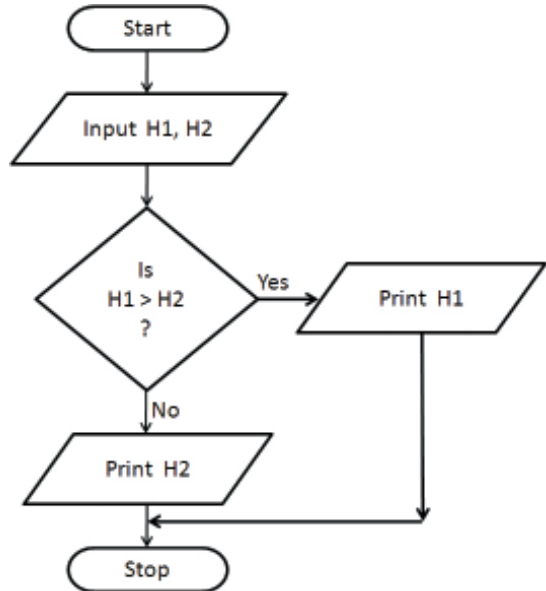 Start
Input H1, H2
Is
H1 > H2
?
Yes
Print H1
No
Print H2
Stop